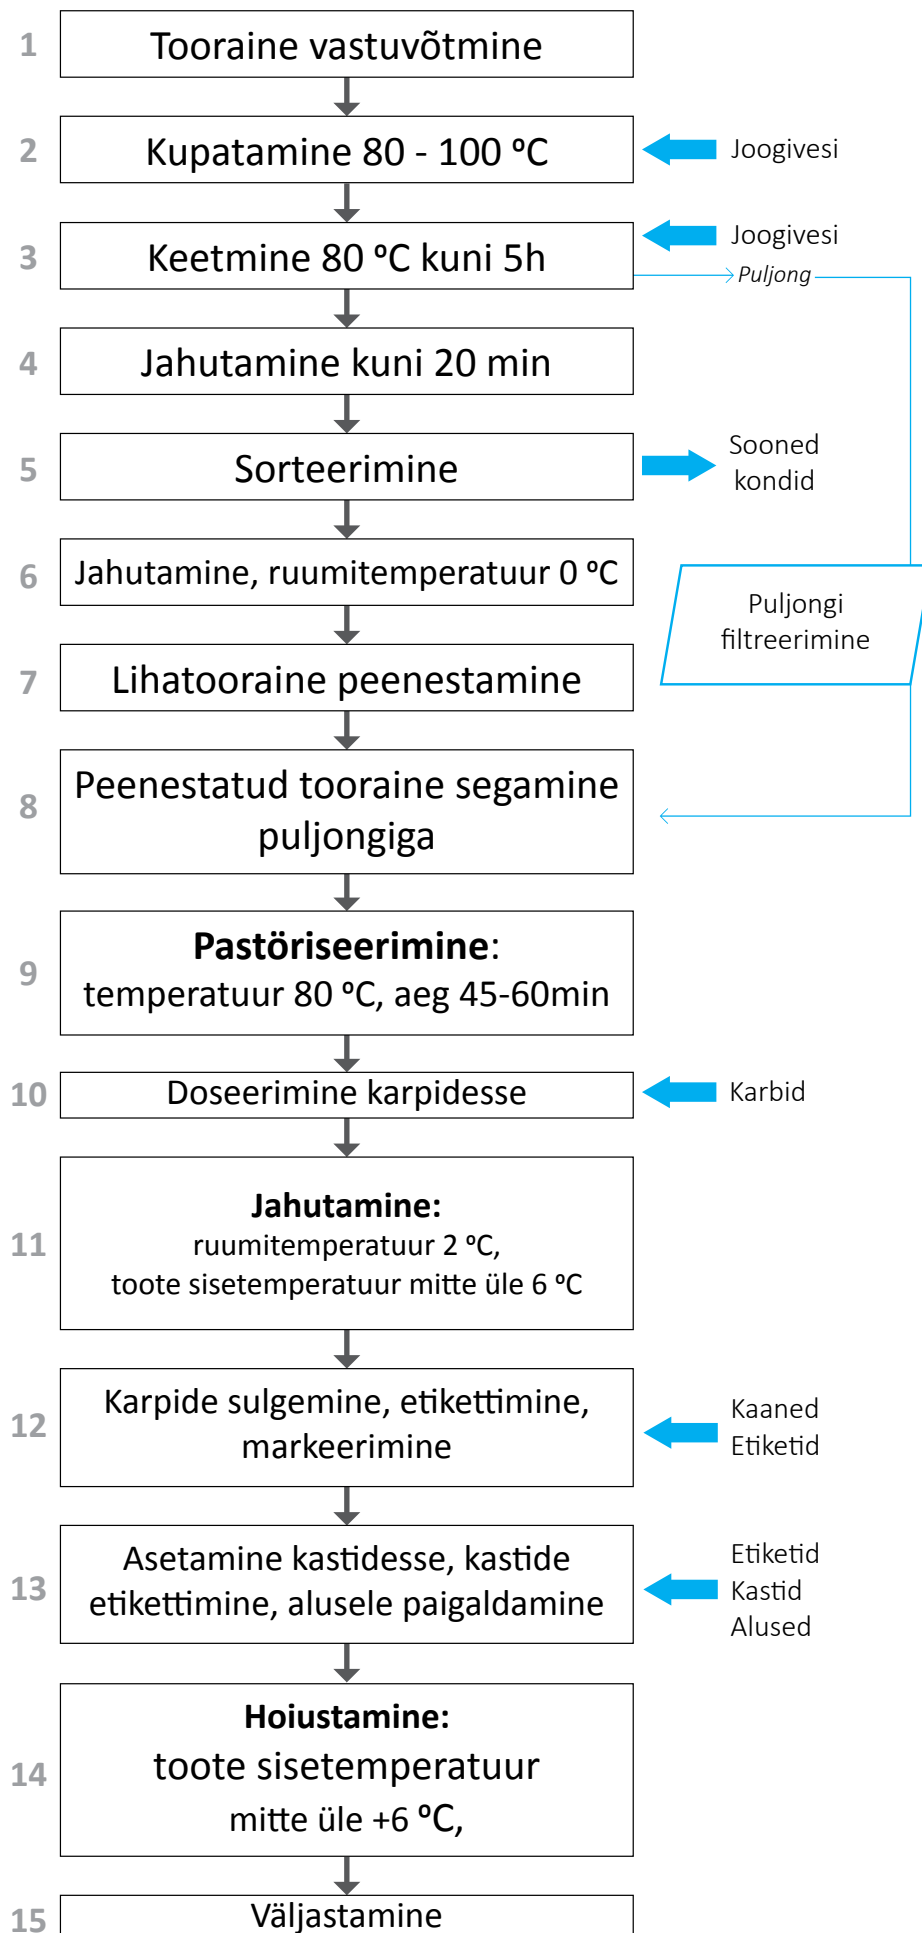 1
Tooraine vastuvõtmine
2
Kupatamine 80 - 100 ºC
Joogivesi
3
Keetmine 80 ºC kuni 5h
Joogivesi
Puljong
4
Jahutamine kuni 20 min
5
Sorteerimine
Sooned
kondid
6
Jahutamine, ruumitemperatuur 0 ºC
Puljongi
filtreerimine
7
Lihatooraine peenestamine
8
Peenestatud tooraine segamine
puljongiga
9
Pastöriseerimine:
temperatuur 80 ºC, aeg 45-60min
10
Doseerimine karpidesse
Karbid
11
Jahutamine:
ruumitemperatuur 2 ºC,
toote sisetemperatuur mitte üle 6 ºC
12
Karpide sulgemine, etikettimine,
markeerimine
Kaaned
Etiketid
13
Asetamine kastidesse, kastide
etikettimine, alusele paigaldamine
Etiketid
Kastid
Alused
14
Hoiustamine:
toote sisetemperatuur
mitte üle +6 ºC,
15
Väljastamine